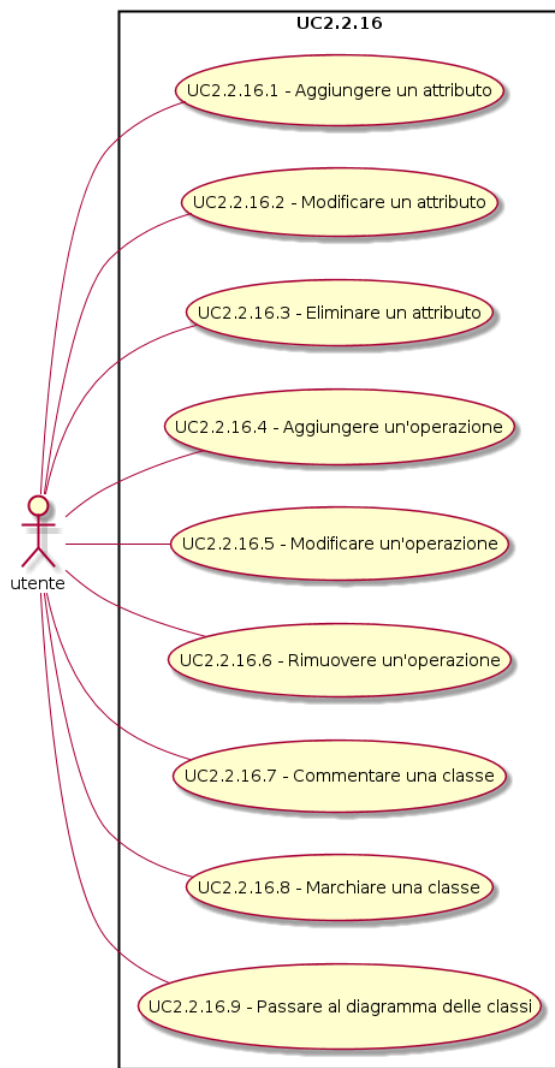 UC2.2.16
UC2.2.16.1 - Aggiungere un attributo
UC2.2.16.2 - Modificare un attributo
UC2.2.16.3 - Eliminare un attributo
UC2.2.16.4 - Aggiungere un'operazione
UC2.2.16.5 - Modificare un'operazione
utente
UC2.2.16.6 - Rimuovere un'operazione
UC2.2.16.7 - Commentare una classe
UC2.2.16.8 - Marchiare una classe
UC2.2.16.9 - Passare al diagramma delle classi